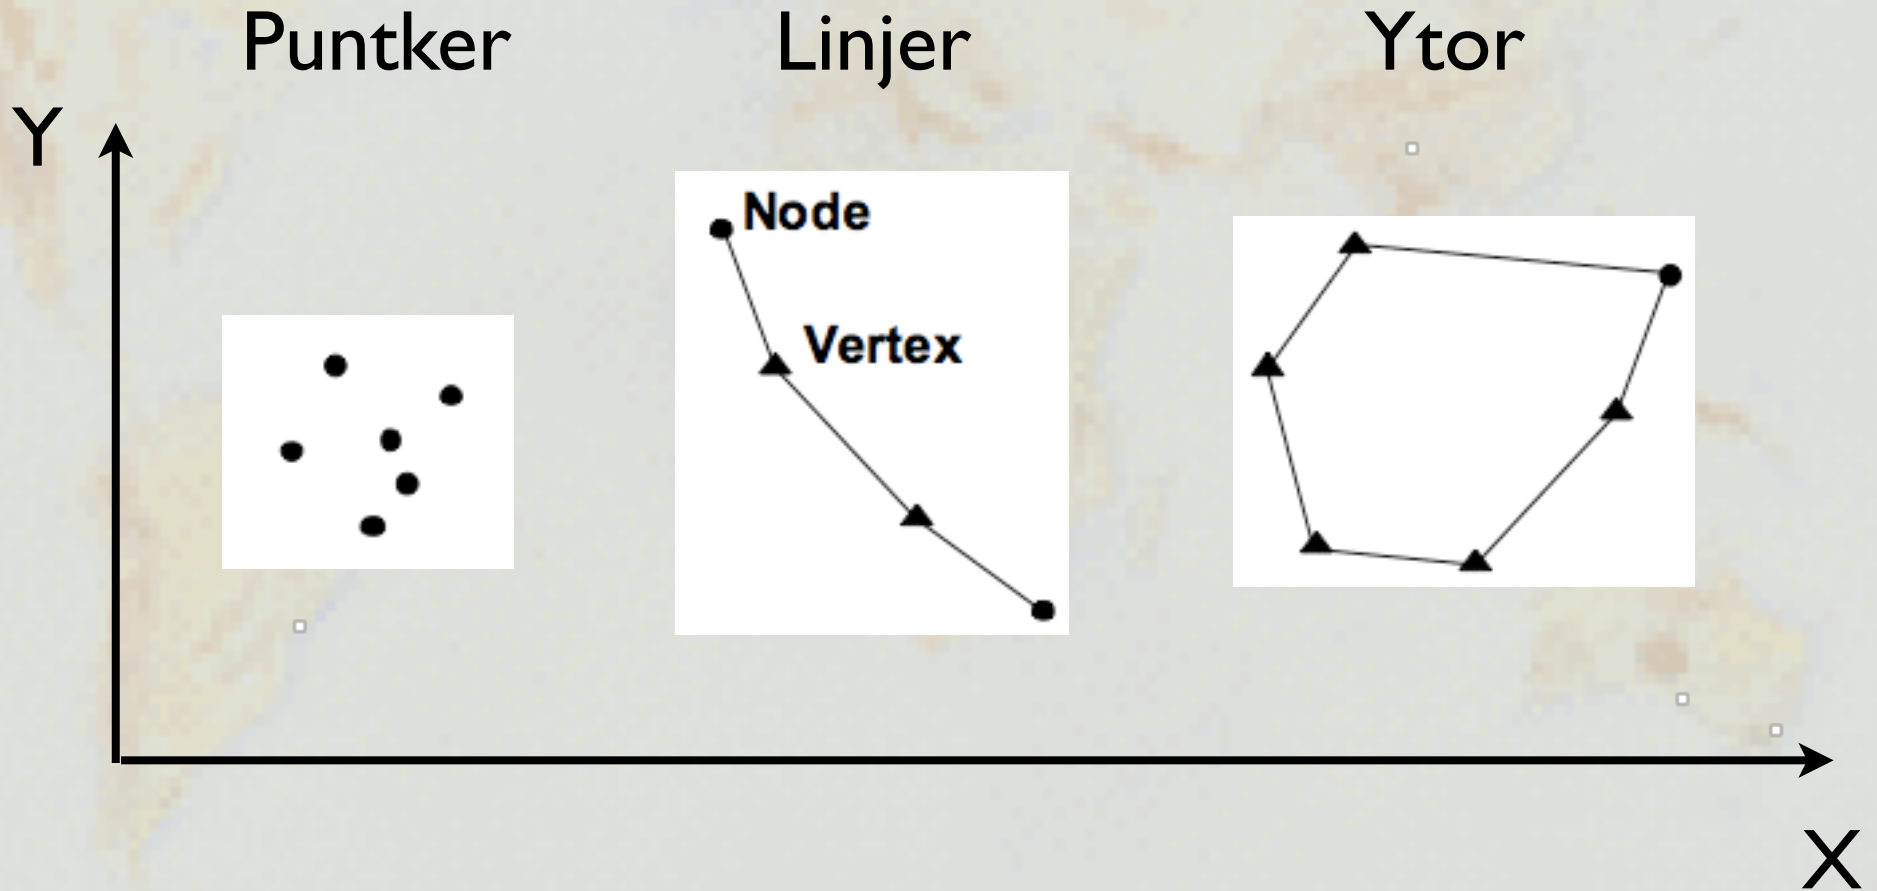 Puntker
Linjer
Ytor
Y
Node
Vertex
X